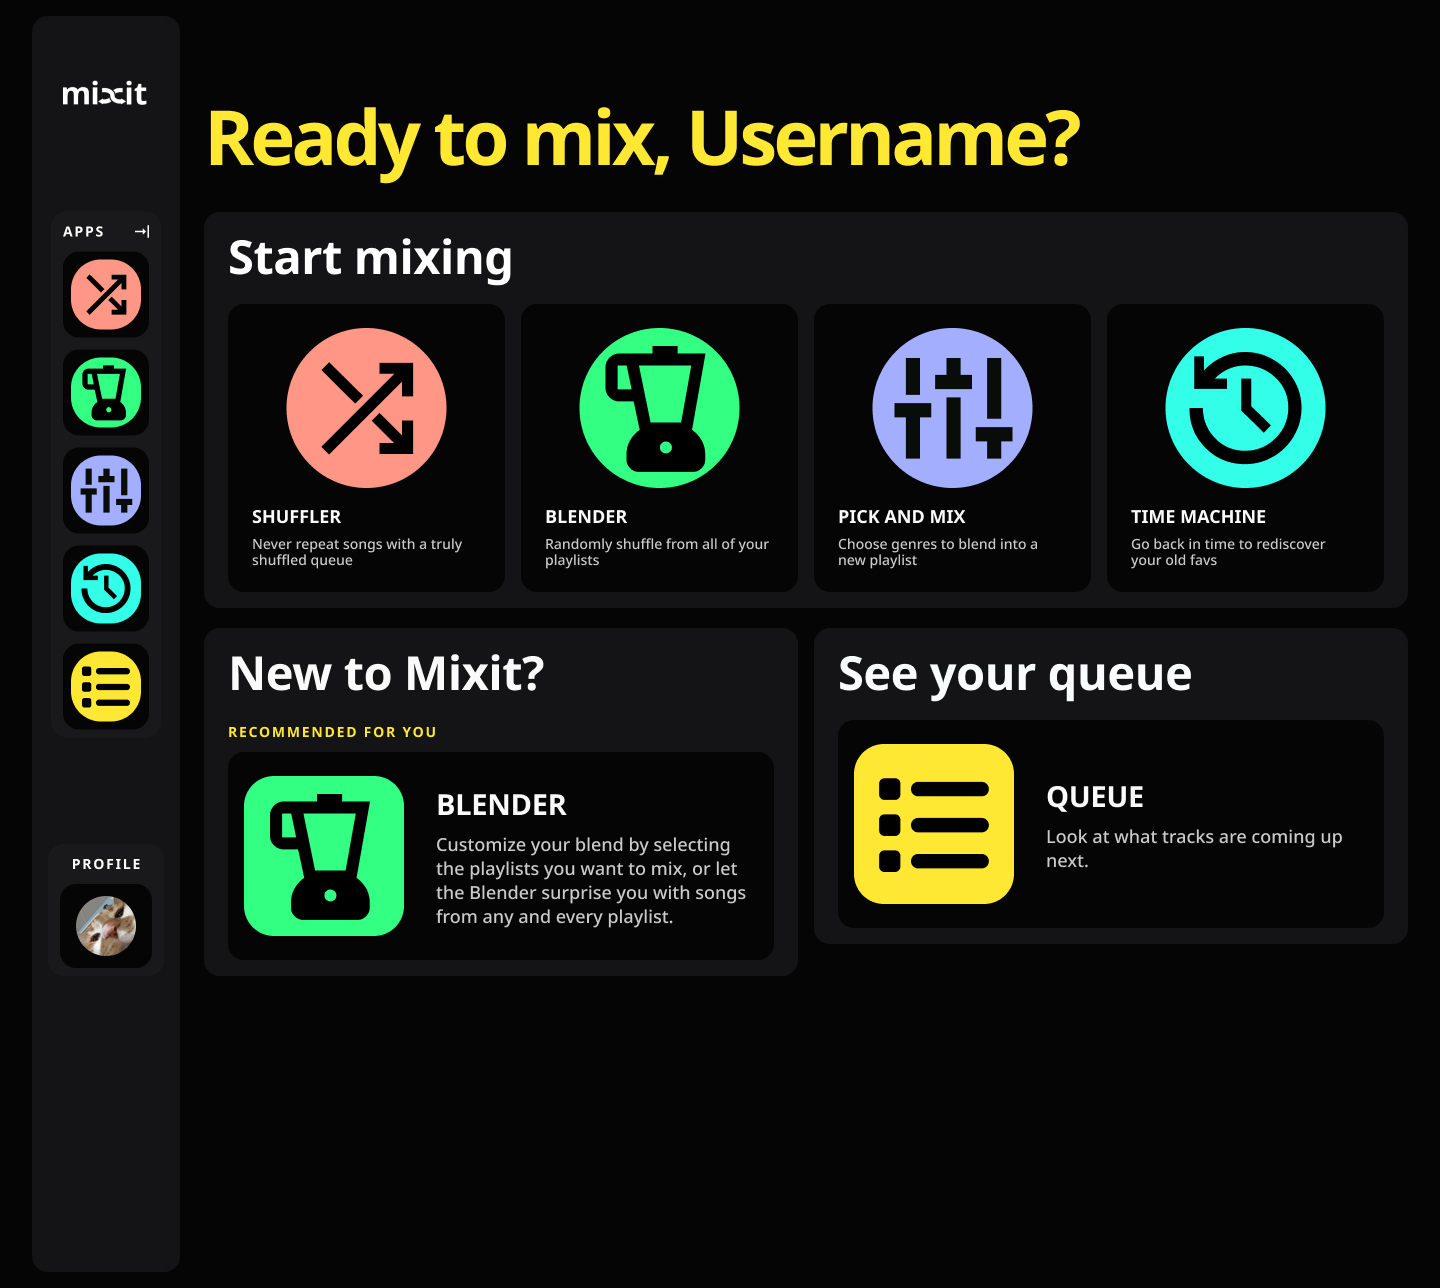 mixit
APPS
PROFILE
Ready to mix, Username?
Start mixing
SHUFFLER
Never repeat songs with a truly
shuffled queue
BLENDER
Randomly shuffle from all of your
playlists
PICK AND MIX
Choose genres to blend into a
new playlist
TIME MACHINE
Go back in time to rediscover
your old favs
New to Mixit?
RECOMMENDED FOR YOU
BLENDER
Customize your blend by selecting
the playlists you want to mix, or let
the Blender surprise you with songs
from any and every playlist.
See your queue
QUEUE
Look at what tracks are coming up
next.